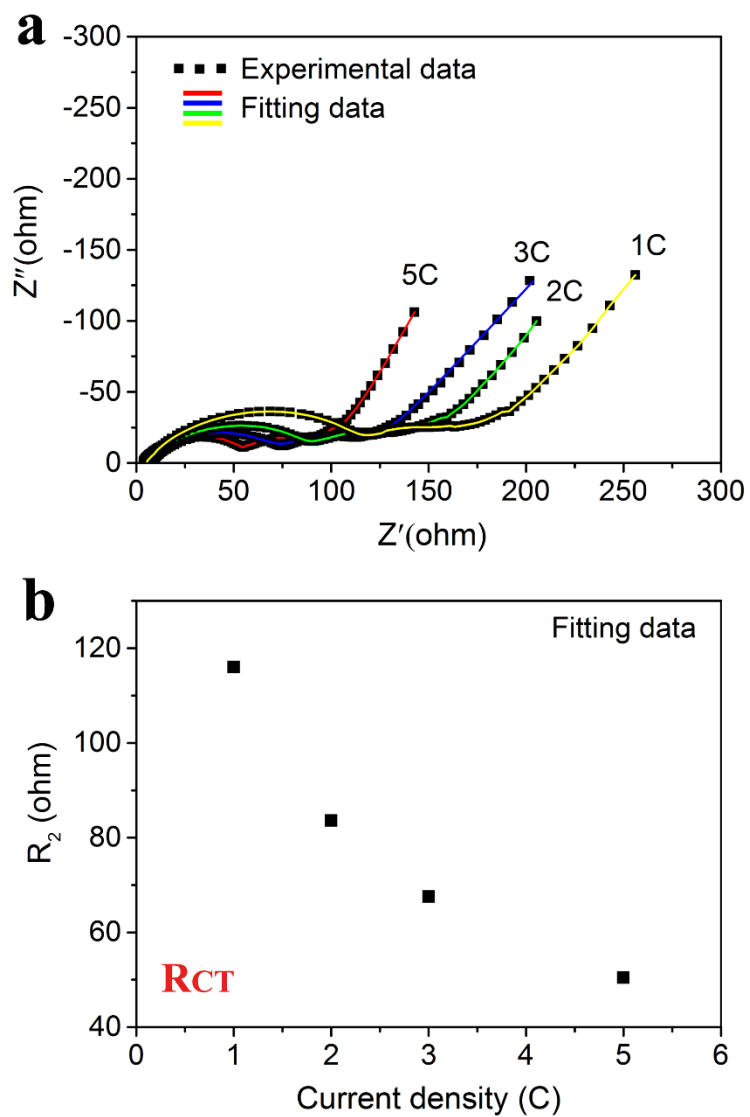 a
-300
-250
-200
-150
-100
-50
0
Z″(ohm)
Experimental data
Fitting data
5C
3C
2C
1C
0 50 100 150 200 250 300
Z′(ohm)
b
120
100
80
60
40
R₂ (ohm)
Fitting data
RCT
0 1 2 3 4 5 6
Current density (C)